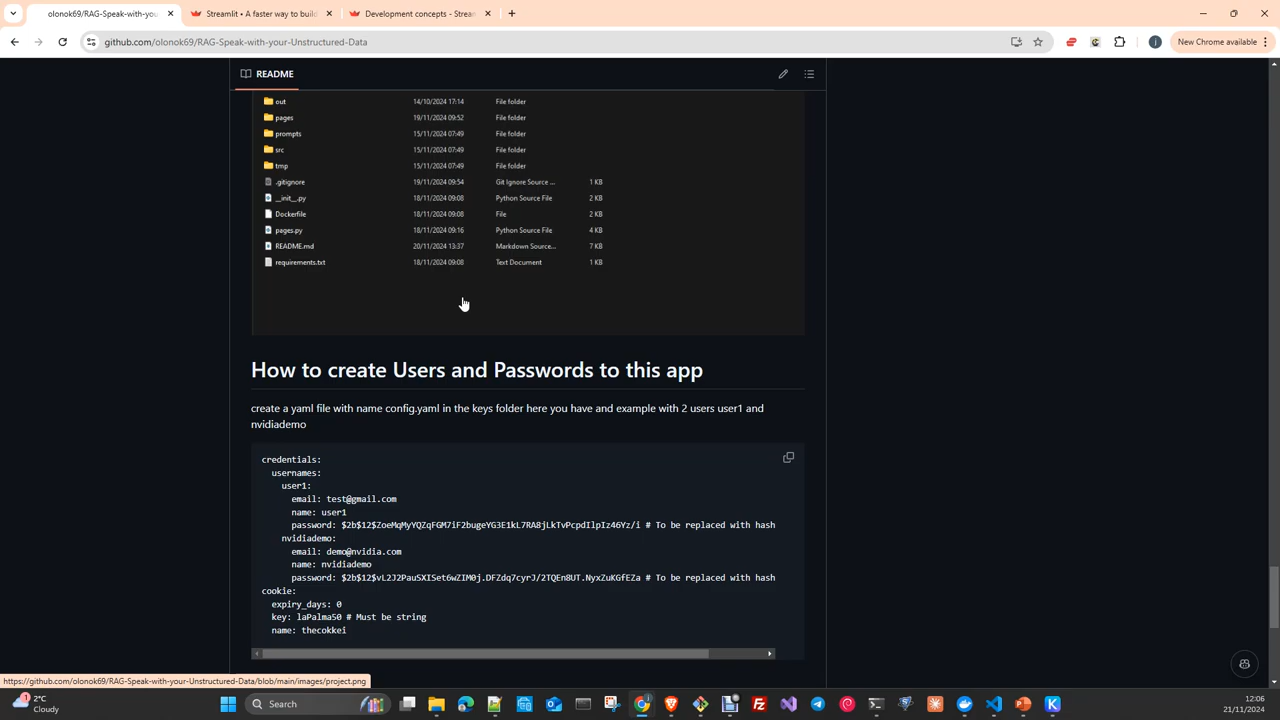 olonok69/RAG-Speak-with-you
Streamlit • A faster way to build
Development concepts - Stream
github.com/olonok69/RAG-Speak-with-your-Unstructured-Data
New Chrome available
README
out 14/10/2024 17:14 File folder
pages 19/11/2024 09:52 File folder
prompts 15/11/2024 07:49 File folder
src 15/11/2024 07:49 File folder
tmp 15/11/2024 07:49 File folder
.gitignore 19/11/2024 09:54 Git Ignore Source ... 1 KB
__init__.py 18/11/2024 09:08 Python Source File 2 KB
Dockerfile 18/11/2024 09:08 File 2 KB
pages.py 18/11/2024 09:16 Python Source File 4 KB
README.md 20/11/2024 13:37 Markdown Source... 7 KB
requirements.txt 18/11/2024 09:08 Text Document 1 KB
How to create Users and Passwords to this app
create a yaml file with name config.yaml in the keys folder here you have and example with 2 users user1 and
nvidiademo
credentials:
usernames:
user1:
email: test@gmail.com
name: user1
password: $2b$12$ZoeMqMyYQZqFGM7iF2bugeYG3E1kL7RA8jLkTvPcpdIlpIz46Yz/i # To be replaced with hash
nvidiademo:
email: demo@nvidia.com
name: nvidiademo
password: $2b$12$vL2J2PauSXISet6wZIM0j.DFZdq7cyrJ/2TQEn8UT.NyxZuKGfEZa # To be replaced with hash
cookie:
expiry_days: 0
key: laPalma50 # Must be string
name: thecokkei
https://github.com/olonok69/RAG-Speak-with-your-Unstructured-Data/blob/main/images/project.png
1
2°C
Cloudy
Search
12:06
21/11/2024